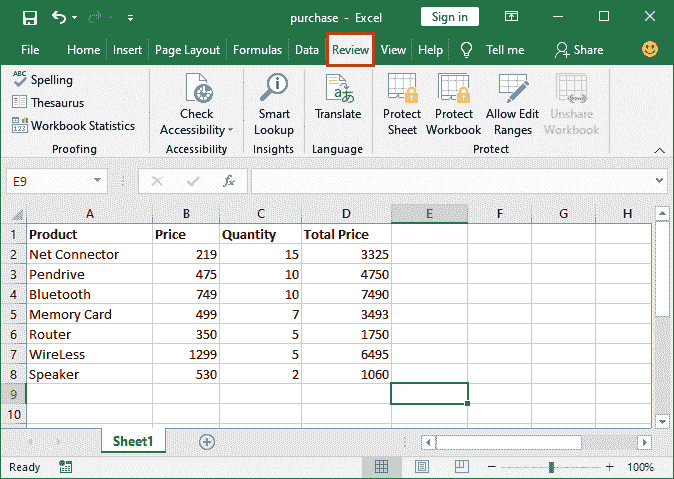 purchase - Excel
Sign in
File Home Insert Page Layout Formulas Data Review View Help Tell me Share
ABC
Spelling
Thesaurus
123
Workbook Statistics
Proofing
Check Accessibility
Accessibility
Smart Lookup
Insights
Translate
Language
Protect Sheet
Protect Workbook
Allow Edit Ranges
Unshare Workbook
Protect
E9 fx
A B C D E F G H
1 Product Price Quantity Total Price
2 Net Connector 219 15 3325
3 Pendrive 475 10 4750
4 Bluetooth 749 10 7490
5 Memory Card 499 7 3493
6 Router 350 5 1750
7 WireLess 1299 5 6495
8 Speaker 530 2 1060
9
10
Sheet1
Ready 100%